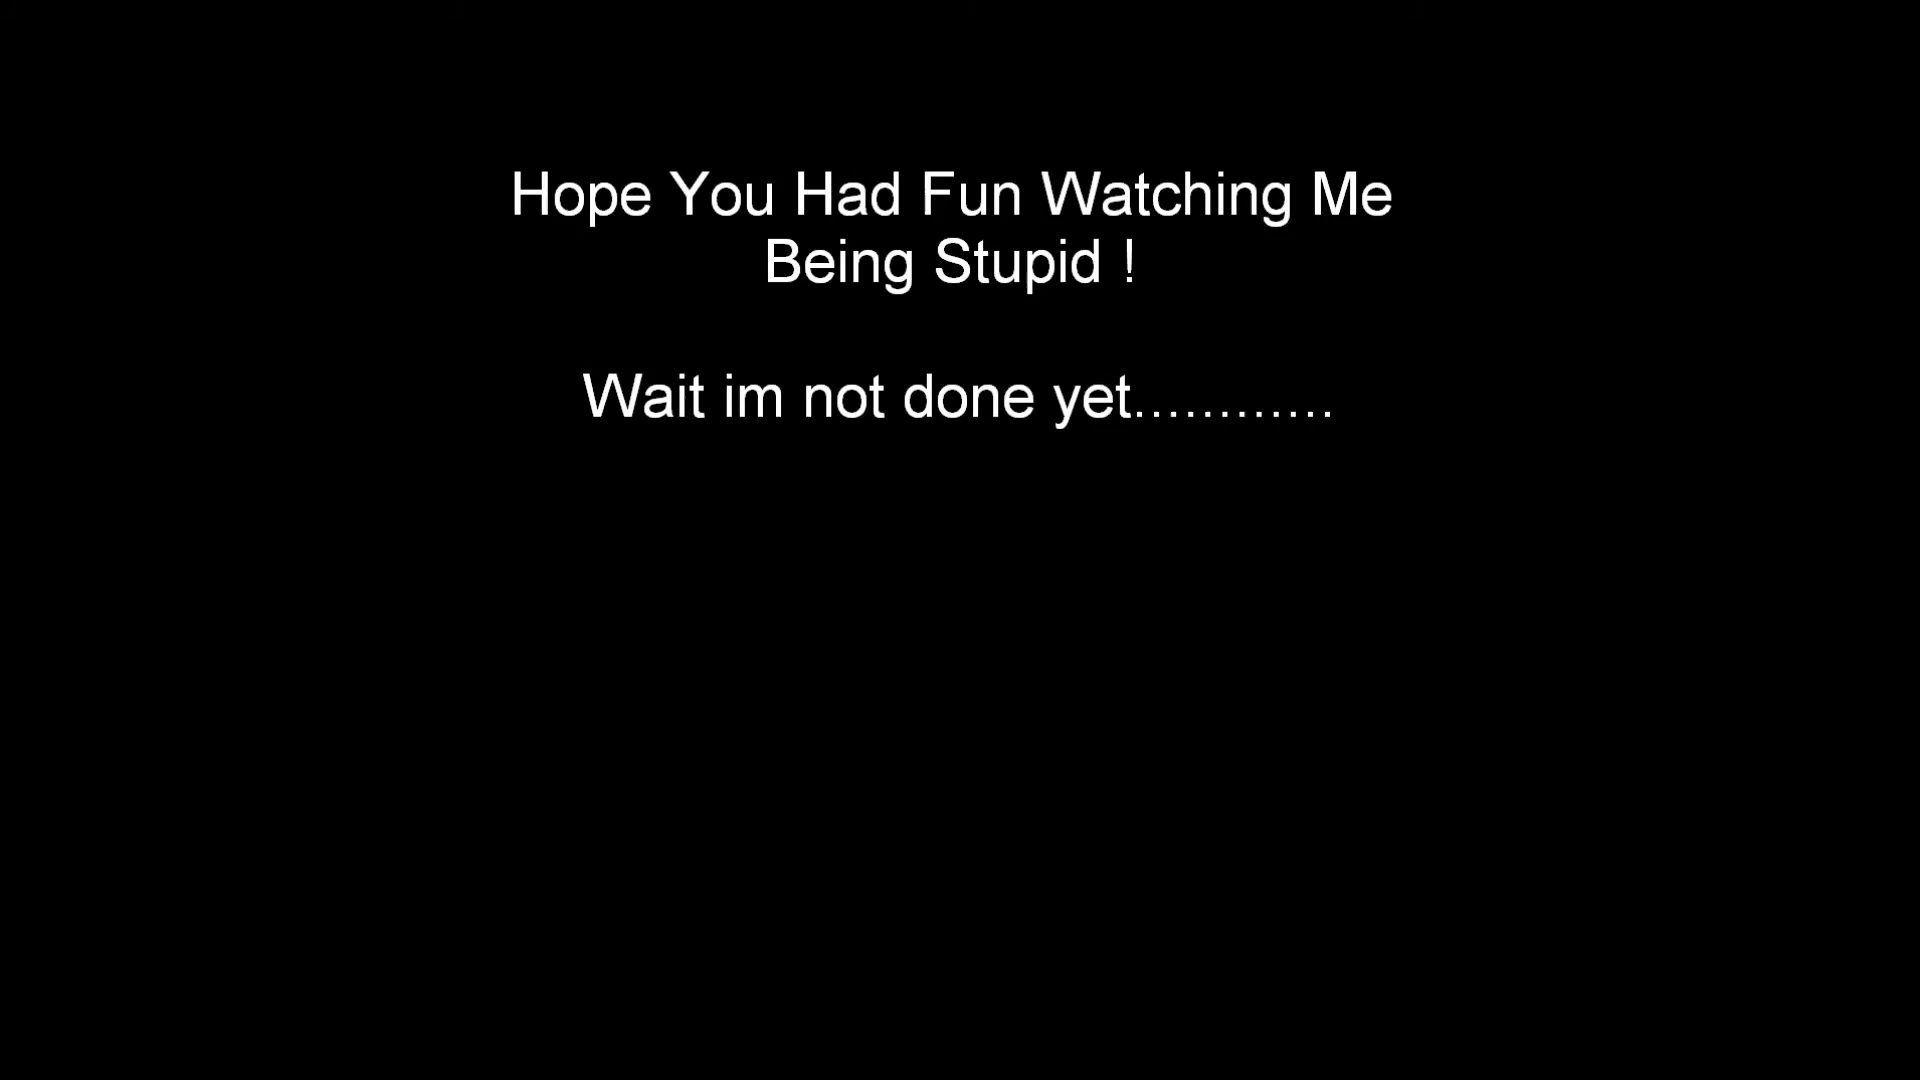 Hope You Had Fun Watching Me
Being Stupid !
Wait im not done yet............